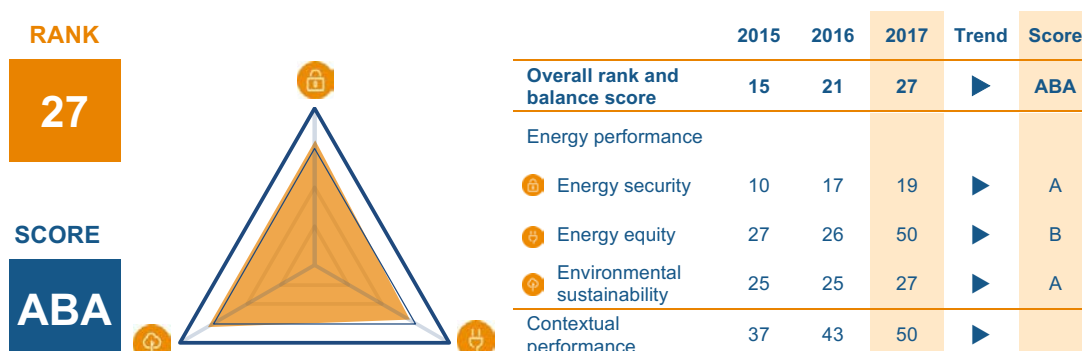 RANK
27
SCORE
ABA
2015 2016 2017 Trend Score
Overall rank and
balance score 15 21 27 ABA
Energy performance
Energy security 10 17 19 A
Energy equity 27 26 50 B
Environmental
sustainability 25 25 27 A
Contextual
performance 37 43 50